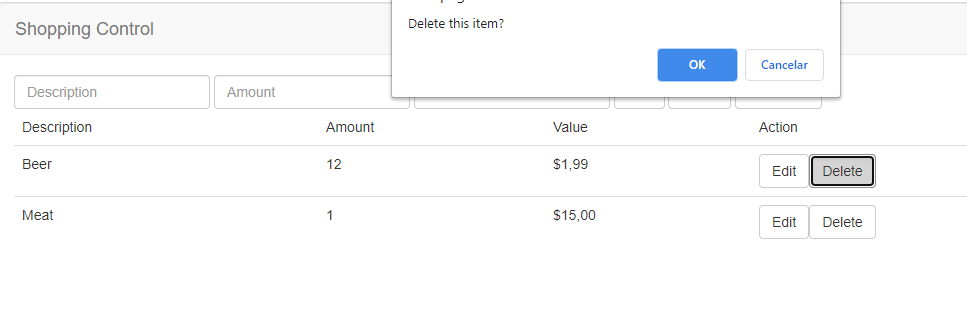 Shopping Control
Delete this item?
OK Cancelar
Description Amount
Description Amount Value Action
Beer 12 $1,99 Edit Delete
Meat 1 $15,00 Edit Delete